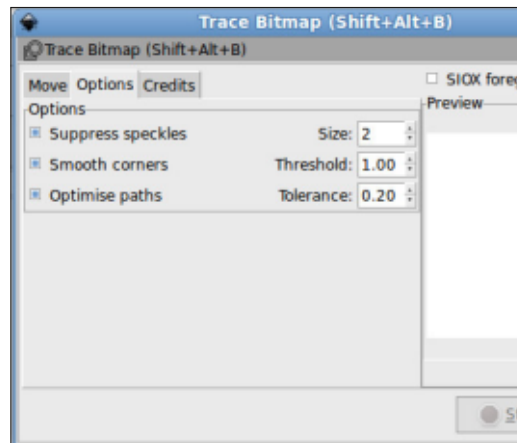 Trace Bitmap (Shift+Alt+B)
Trace Bitmap (Shift+Alt+B)
Move Options Credits
SIOX
Options
Preview
Suppress speckles Size: 2
Smooth corners Threshold: 1.00
Optimise paths Tolerance: 0.20